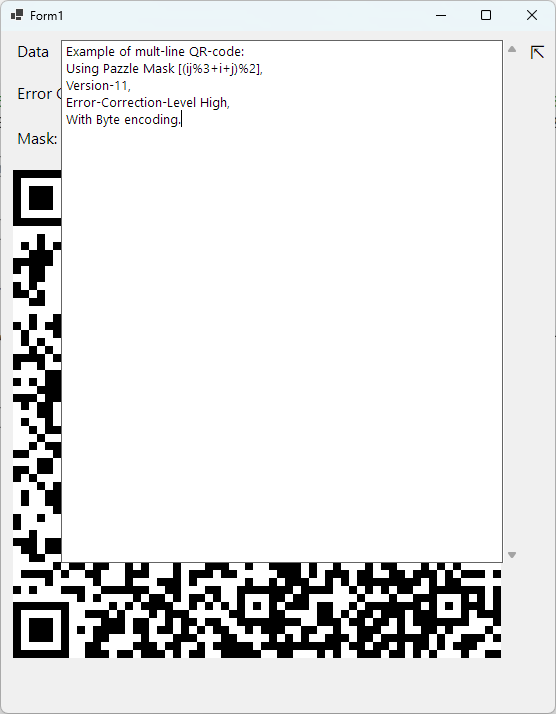 Form1
Data
Example of mult-line QR-code:
Using Pazzle Mask [(ij%3+i+j)%2],
Version-11,
Error-Correction-Level High,
With Byte encoding.
Error
Mask: